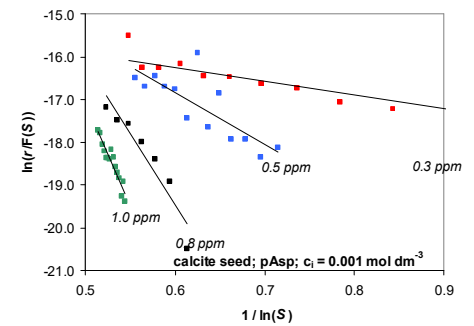 -15.0
-16.0
-17.0
-18.0
-19.0
-20.0
-21.0
ln(r/F(S))
0.5 ppm
0.3 ppm
1.0 ppm
0.8 ppm
calcite seed; pAsp; cᵢ = 0.001 mol dm⁻³
0.5 0.6 0.7 0.8 0.9
1 / ln(S)